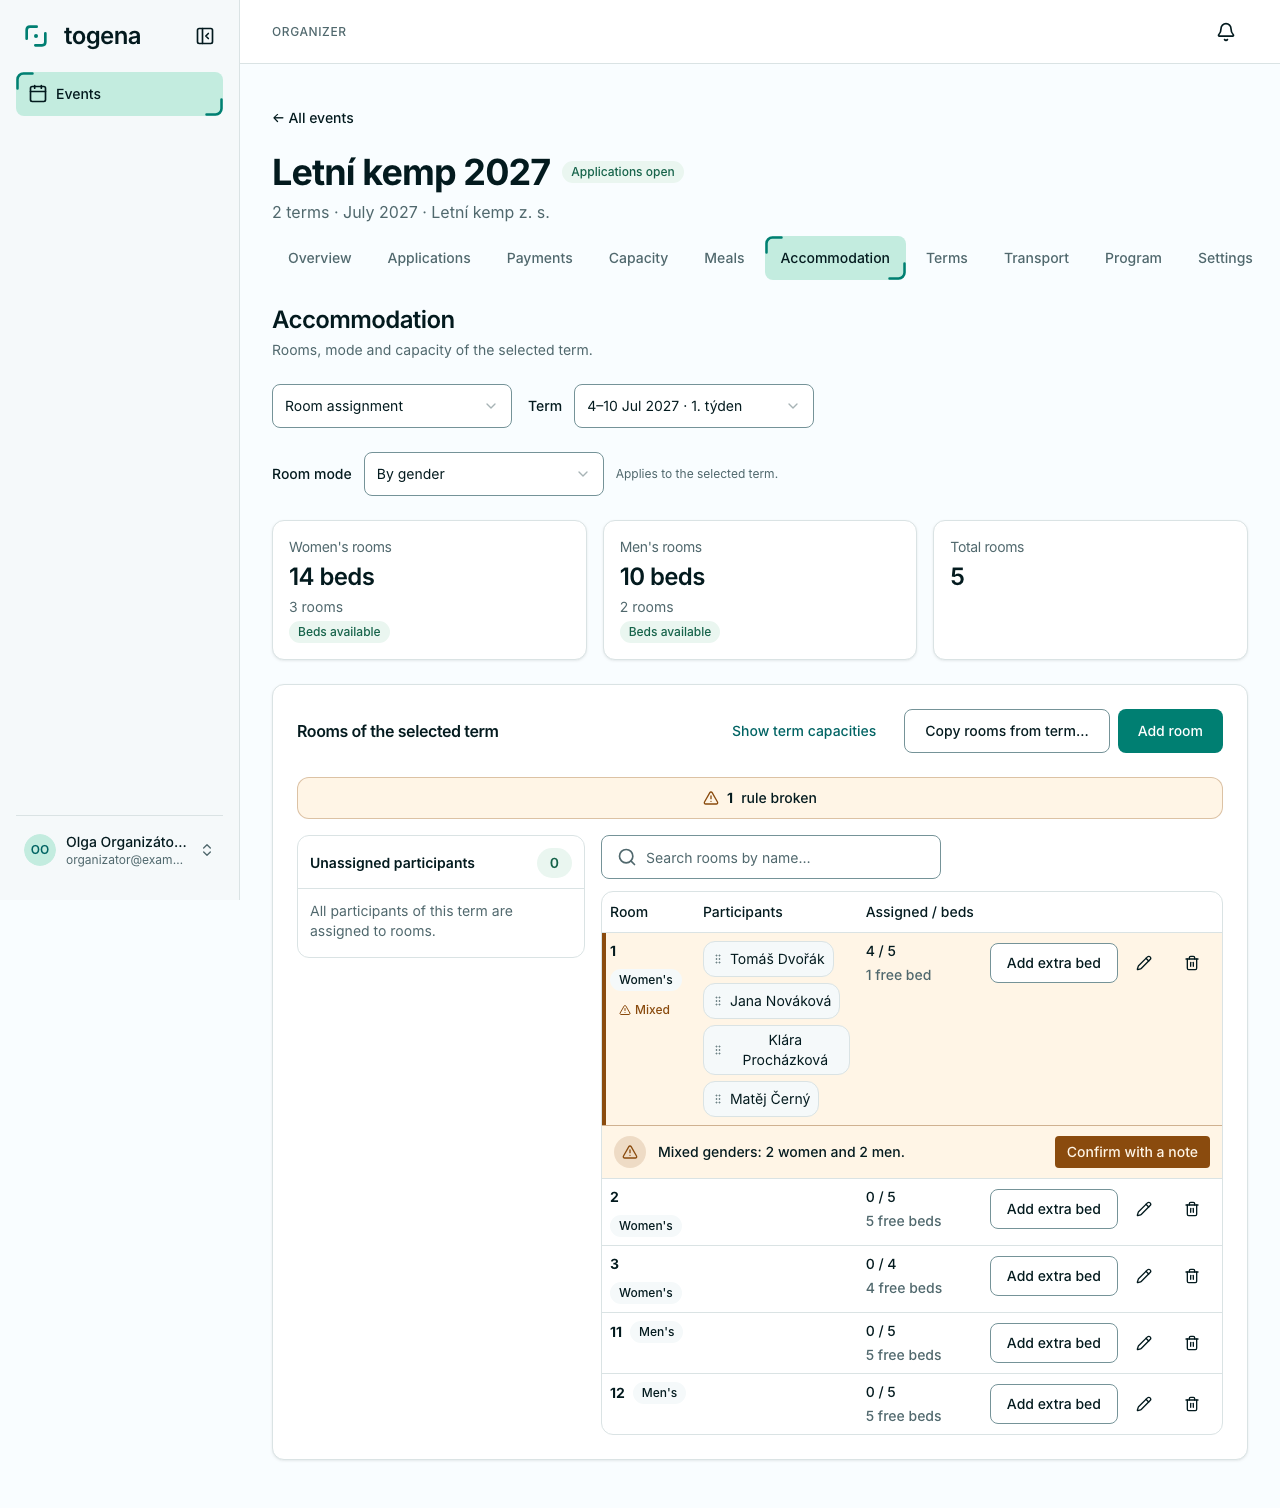 togena
ORGANIZER
Events
← All events
Letní kemp 2027
Applications open
2 terms · July 2027 · Letní kemp z. s.
Overview
Applications
Payments
Capacity
Meals
Accommodation
Terms
Transport
Program
Settings
Accommodation
Rooms, mode and capacity of the selected term.
Room assignment
Term
4–10 Jul 2027 · 1. týden
Room mode
By gender
Applies to the selected term.
Women's rooms
14 beds
3 rooms
Beds available
Men's rooms
10 beds
2 rooms
Beds available
Total rooms
5
Rooms of the selected term
Show term capacities
Copy rooms from term...
Add room
1 rule broken
Unassigned participants
0
All participants of this term are
assigned to rooms.
Search rooms by name...
Room
Participants
Assigned / beds
1
Women's
Mixed
Tomáš Dvořák
Jana Nováková
Klára
Procházková
Matěj Černý
4 / 5
1 free bed
Add extra bed
Mixed genders: 2 women and 2 men.
Confirm with a note
2
Women's
0 / 5
5 free beds
Add extra bed
3
Women's
0 / 4
4 free beds
Add extra bed
11
Men's
0 / 5
5 free beds
Add extra bed
12
Men's
0 / 5
5 free beds
Add extra bed
OO
Olga Organizáto...
organizator@exam...